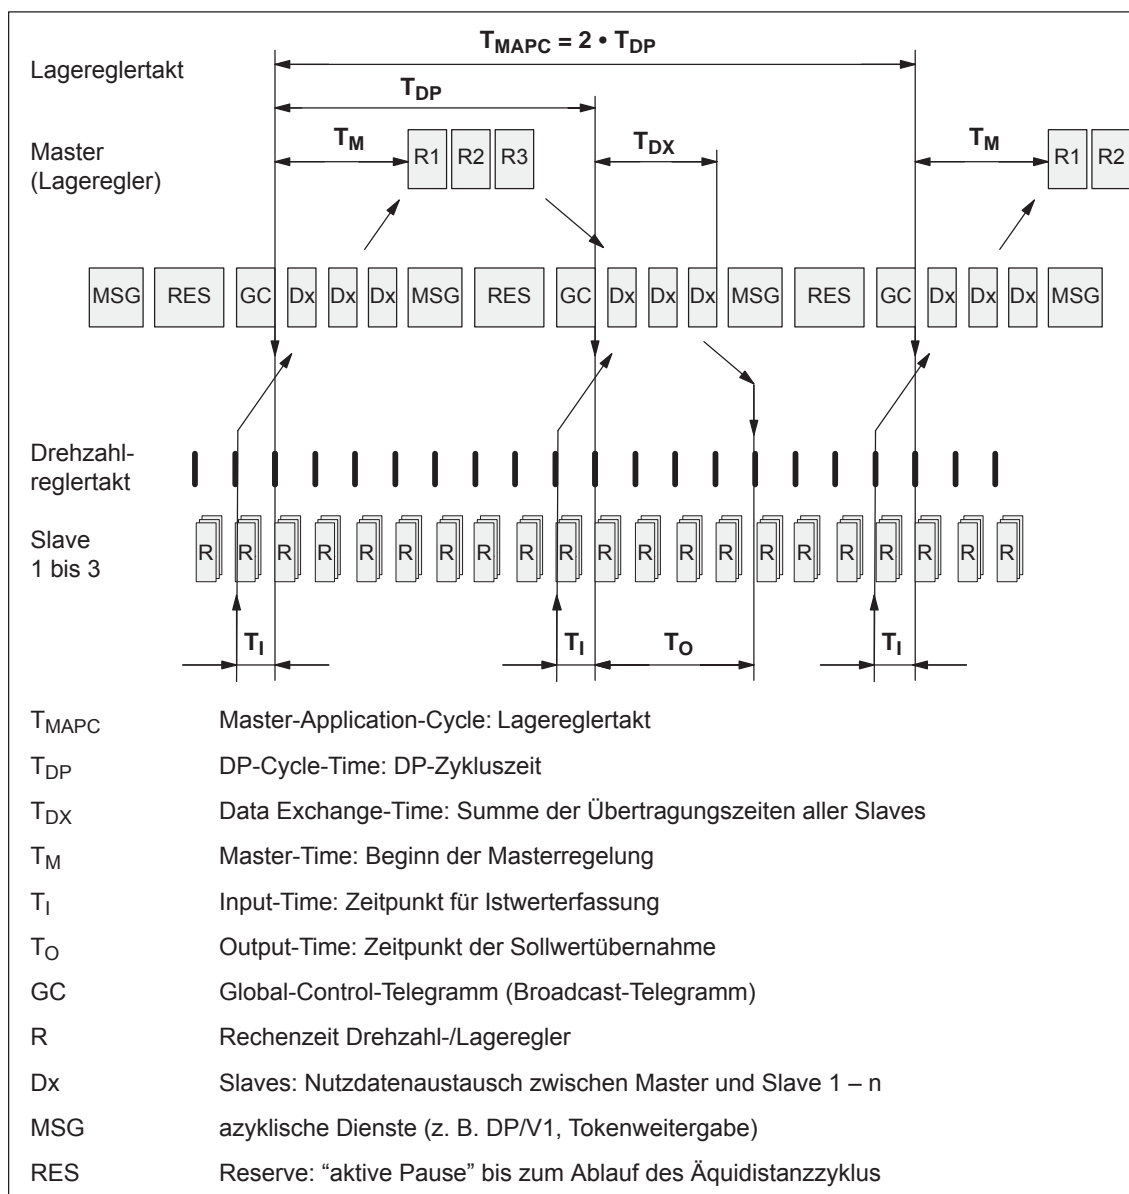 T_MAPC = 2 • T_DP
Lagereglertakt
T_DP
T_M
T_DX
T_M
Master
(Lageregler)
R1 R2 R3
R1 R2
MSG RES GC Dx Dx Dx MSG RES GC Dx Dx Dx MSG RES GC Dx Dx Dx MSG
Drehzahl-
reglertakt
Slave
1 bis 3
R R R R R R R R R R R R R R R R R R R R R
T_I T_I T_O T_I
T_MAPC Master-Application-Cycle: Lagereglertakt
T_DP DP-Cycle-Time: DP-Zykluszeit
T_DX Data Exchange-Time: Summe der Übertragungszeiten aller Slaves
T_M Master-Time: Beginn der Masterregelung
T_I Input-Time: Zeitpunkt für Istwerterfassung
T_O Output-Time: Zeitpunkt der Sollwertübernahme
GC Global-Control-Telegramm (Broadcast-Telegramm)
R Rechenzeit Drehzahl-/Lageregler
Dx Slaves: Nutzdatenaustausch zwischen Master und Slave 1 – n
MSG azyklische Dienste (z. B. DP/V1, Tokenweitergabe)
RES Reserve: “aktive Pause” bis zum Ablauf des Äquidistanzzyklus